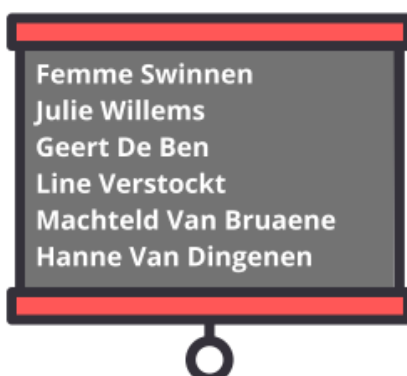 Femme Swinnen
Julie Willems
Geert De Ben
Line Verstockt
Machteld Van Bruaene
Hanne Van Dingenen